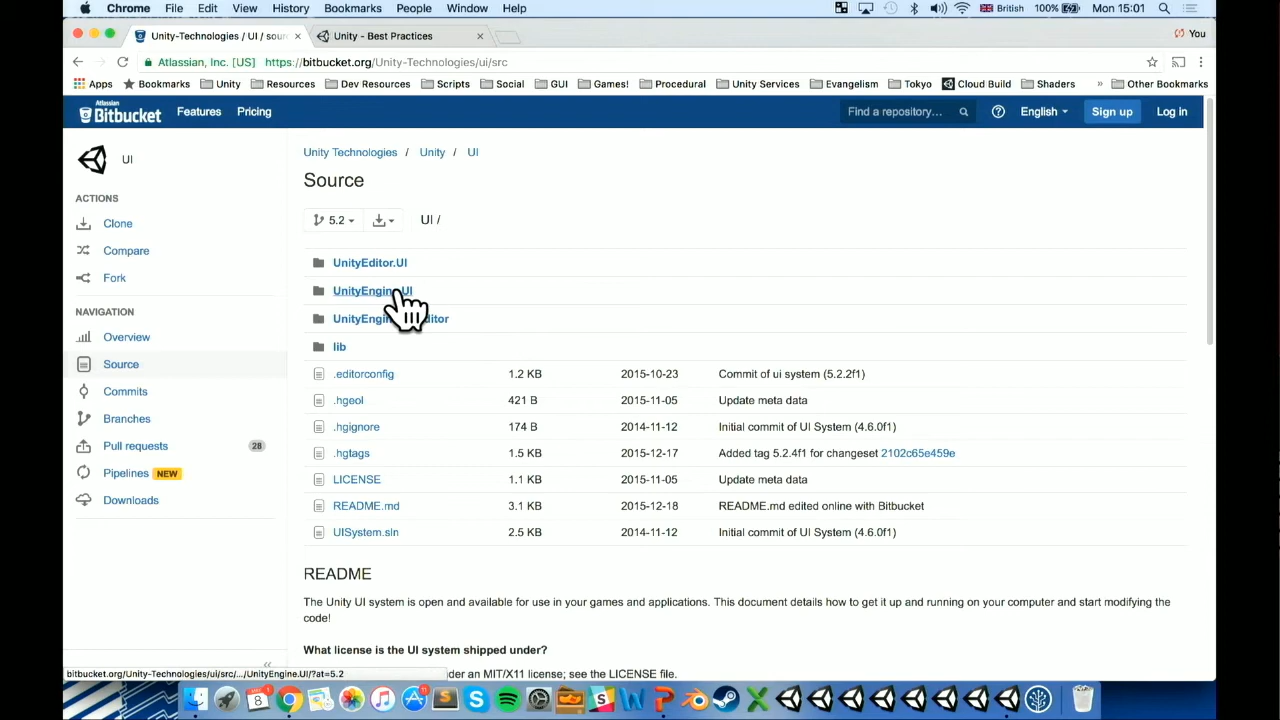 Chrome File Edit View History Bookmarks People Window Help British 100% Mon 15:01
Unity-Technologies / UI / sour Unity - Best Practices You
Atlassian, Inc. [US] https://bitbucket.org/Unity-Technologies/ui/src
Apps Bookmarks Unity Resources Dev Resources Scripts Social GUI Games! Procedural Unity Services Evangelism Tokyo Cloud Build Shaders » Other Bookmarks
Atlassian Bitbucket Features Pricing Find a repository... English Sign up Log in
UI
ACTIONS
Clone
Compare
Fork
NAVIGATION
Overview
Source
Commits
Branches
Pull requests 28
Pipelines NEW
Downloads
«
Unity Technologies / Unity / UI
Source
5.2 UI /
UnityEditor.UI
UnityEngin UI
UnityEngin ditor
lib
.editorconfig 1.2 KB 2015-10-23 Commit of ui system (5.2.2f1)
.hgeol 421 B 2015-11-05 Update meta data
.hgignore 174 B 2014-11-12 Initial commit of UI System (4.6.0f1)
.hgtags 1.5 KB 2015-12-17 Added tag 5.2.4f1 for changeset 2102c65e459e
LICENSE 1.1 KB 2015-11-05 Update meta data
README.md 3.1 KB 2015-12-18 README.md edited online with Bitbucket
UISystem.sln 2.5 KB 2014-11-12 Initial commit of UI System (4.6.0f1)
README
The Unity UI system is open and available for use in your games and applications. This document details how to get it up and running on your computer and start modifying the
code!
What license is the UI system shipped under?
bitbucket.org/Unity-Technologies/ui/src/.../UnityEngine.UI/?at=5.2 der an MIT/X11 license; see the LICENSE file.